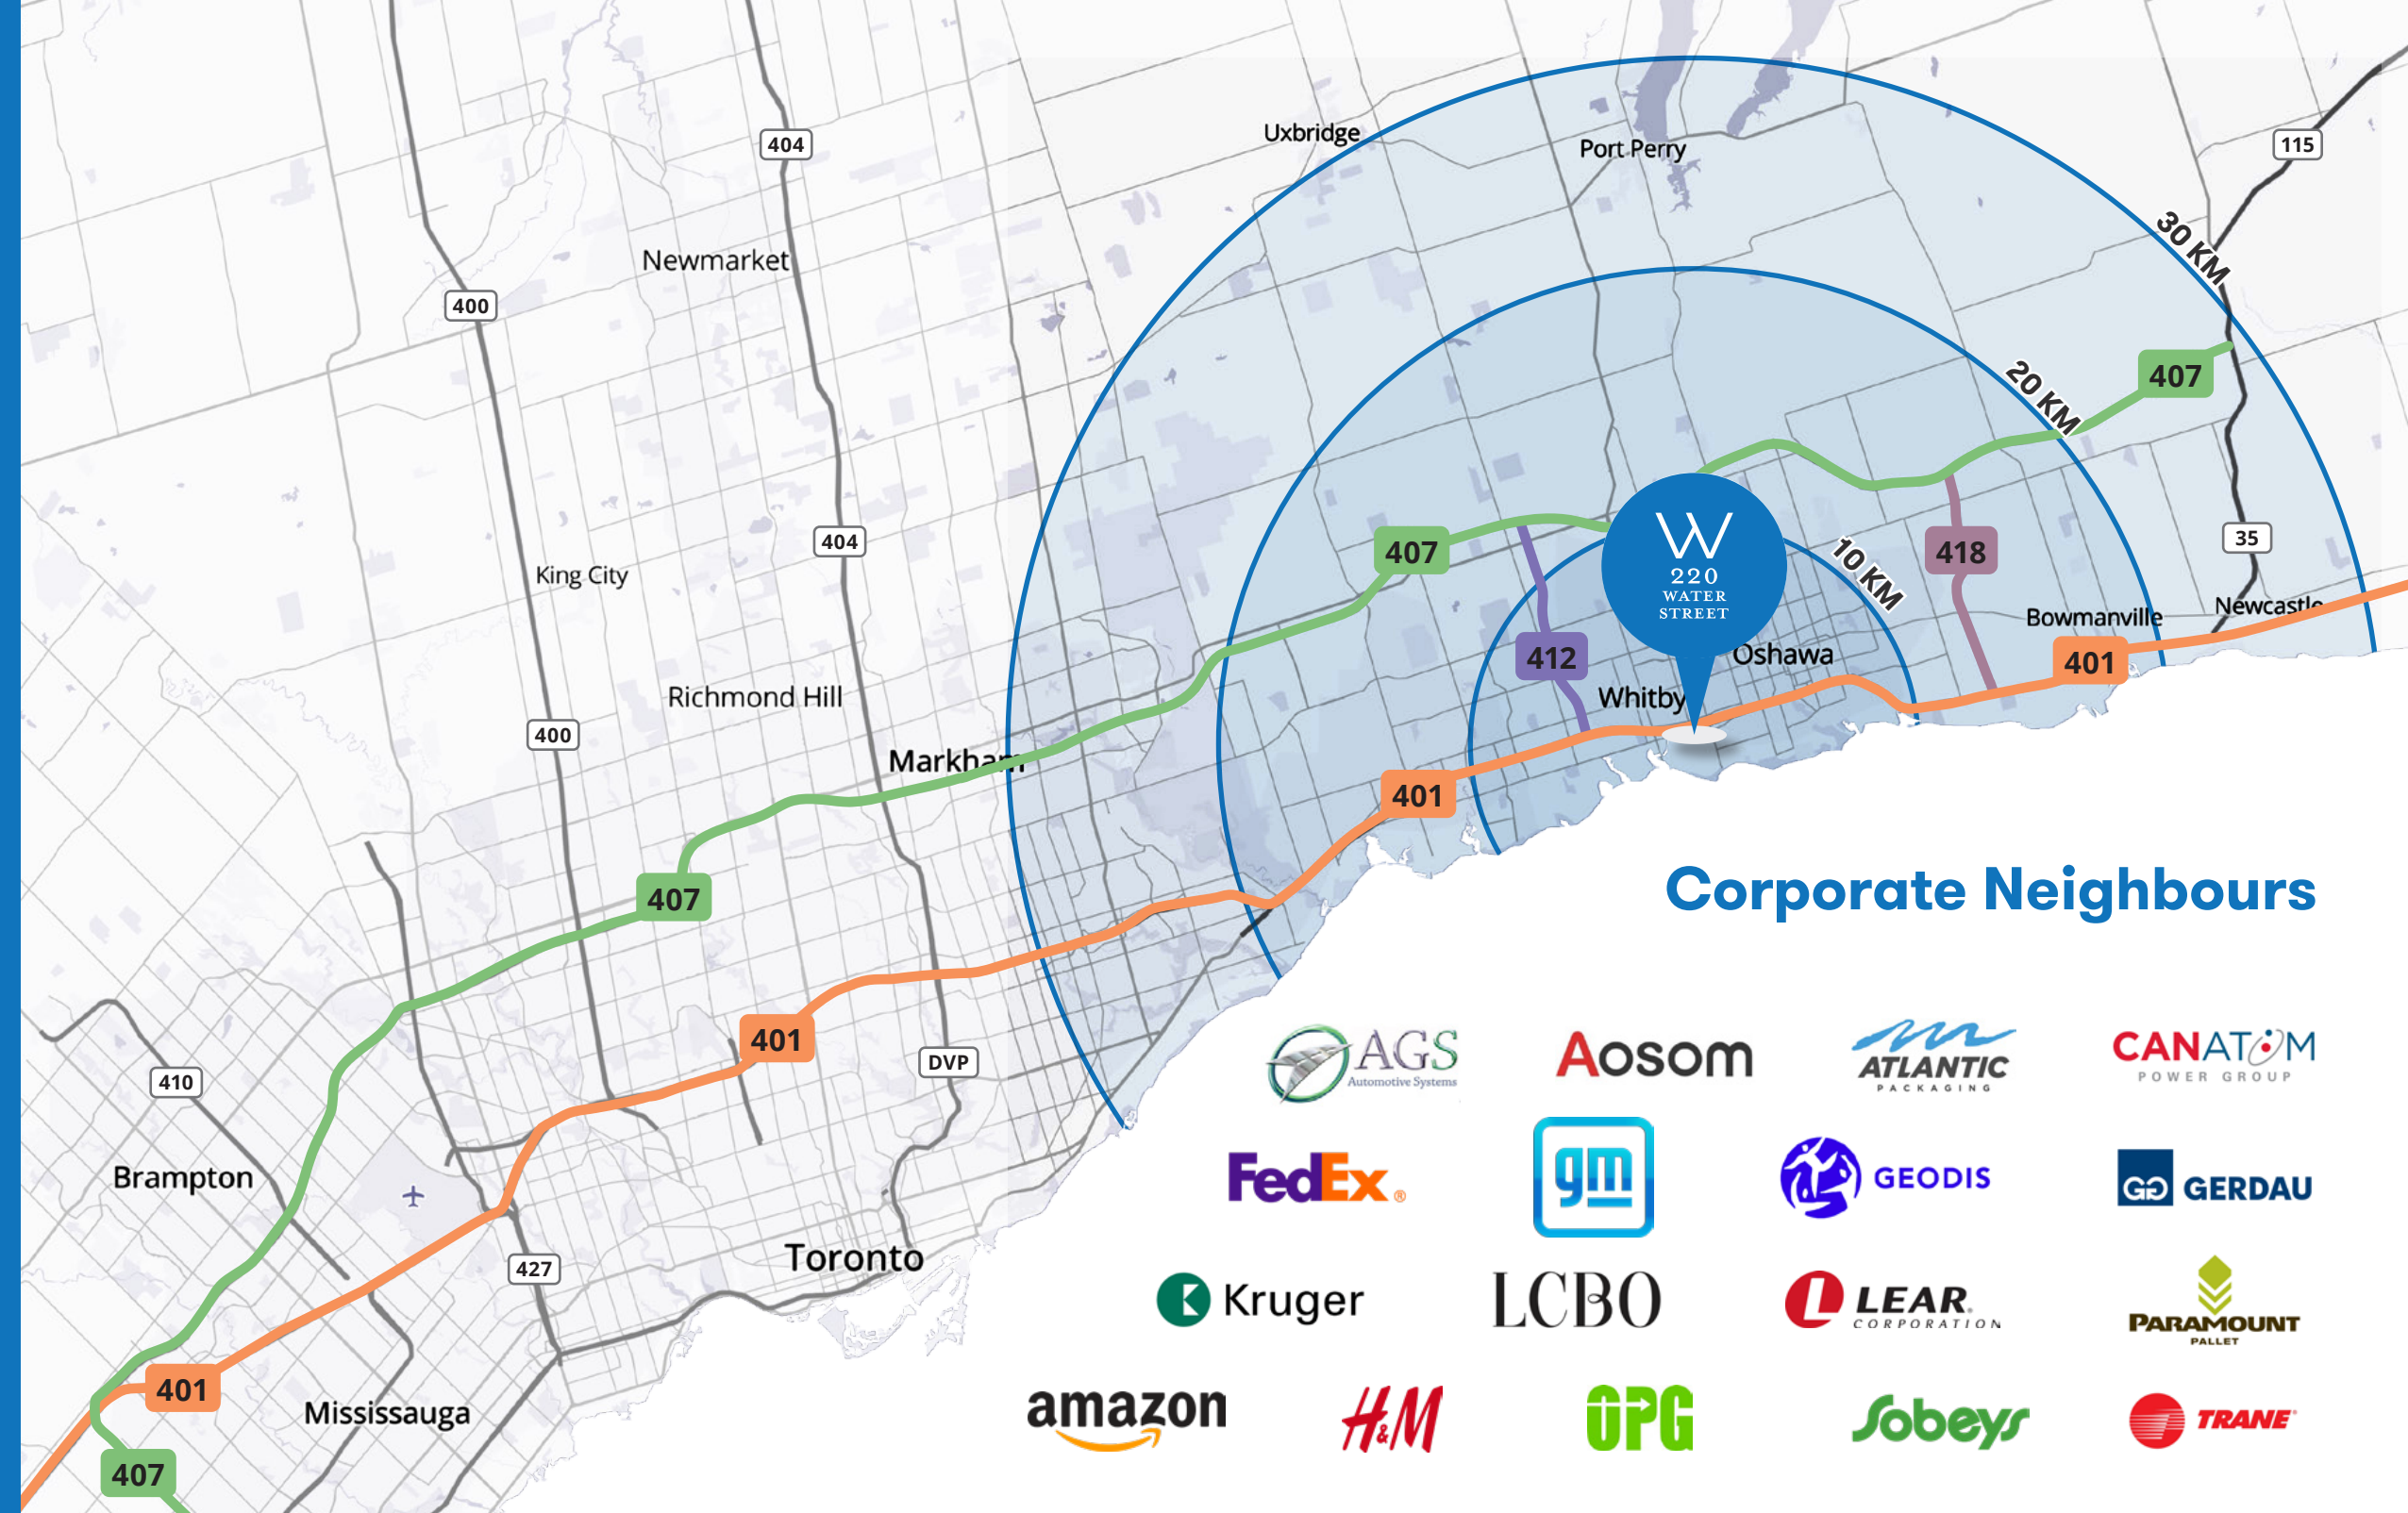 Uxbridge
Port Perry
404
115
Newmarket
30 KM
400
407
20 KM
404
407
W
220
WATER
STREET
418
35
King City
10 KM
412
Oshawa
Bowmanville
Newcastle
401
Richmond Hill
Whitby
400
Markham
401
407
Corporate Neighbours
401
DVP
410
AGS
Automotive Systems
Aosom
ATLANTIC
PACKAGING
CANATOM
POWER GROUP
Brampton
FedEx®
gm
GEODIS
GG GERDAU
Toronto
427
K Kruger
LCBO
L LEAR.
CORPORATION
PARAMOUNT
PALLET
401
Mississauga
amazon
H&M
OPG
Sobeys
TRANE
407